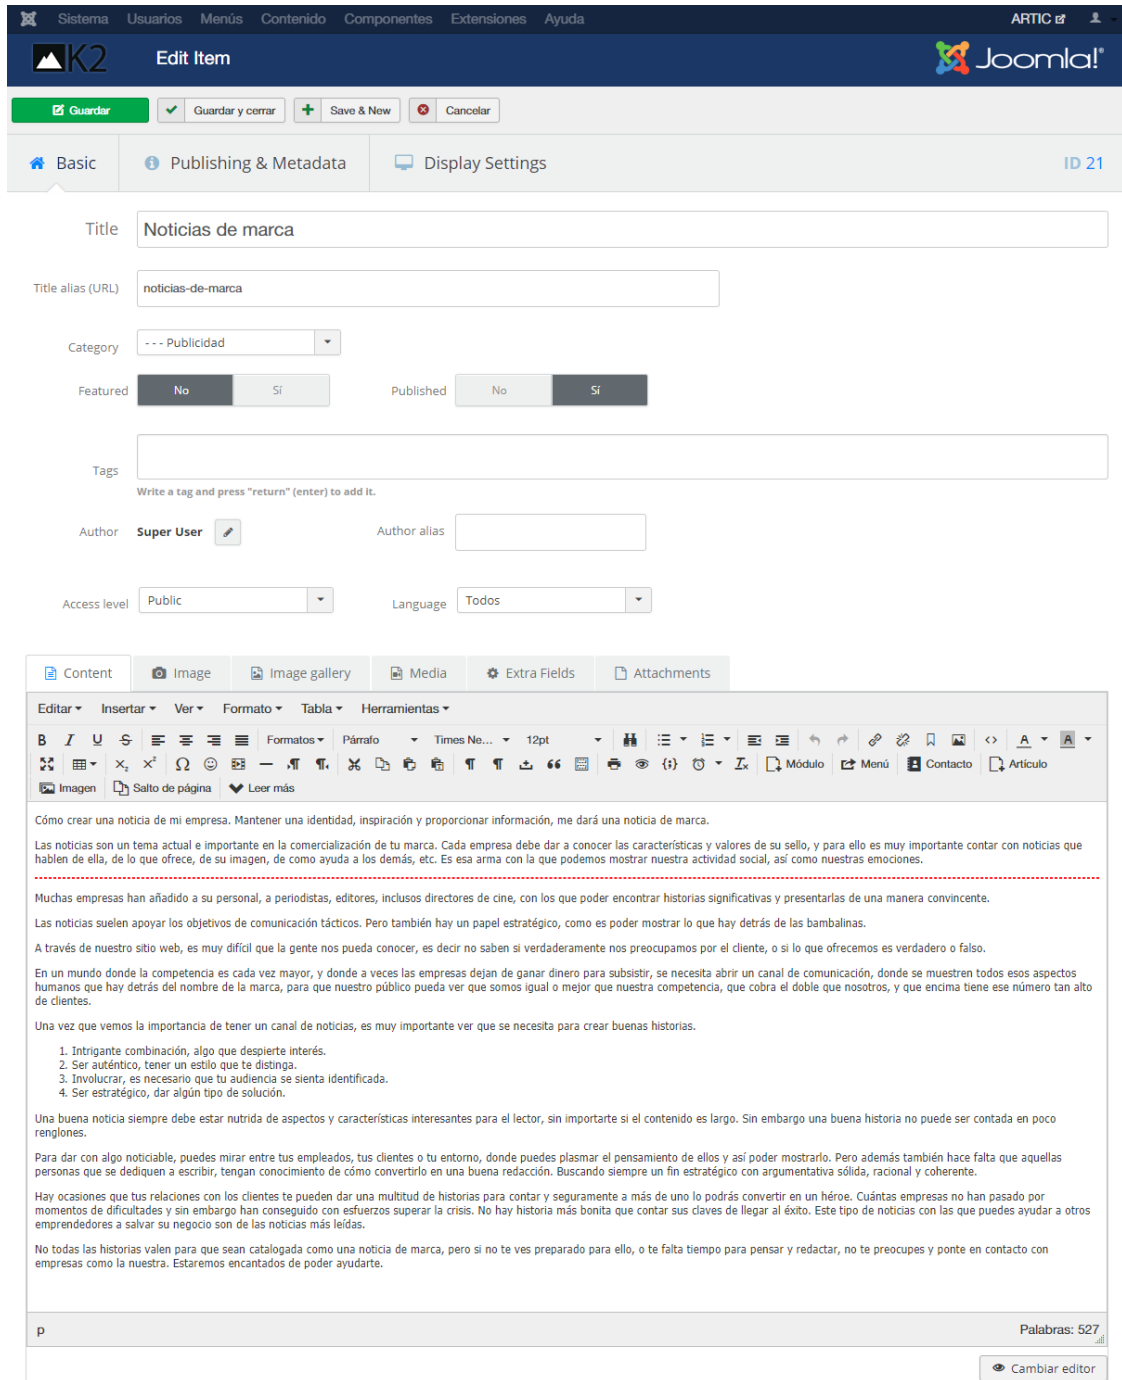 Sistema Usuarios Menús Contenido Componentes Extensiones Ayuda ARTIC
K2 Edit Item Joomla!®
Guardar Guardar y cerrar Save & New Cancelar
Basic Publishing & Metadata Display Settings ID 21
Title Noticias de marca
Title alias (URL) noticias-de-marca
Category - - - Publicidad
Featured No Sí Published No Sí
Tags
Write a tag and press "return" (enter) to add it.
Author Super User Author alias
Access level Public Language Todos
Content Image Image gallery Media Extra Fields Attachments
Editar Insertar Ver Formato Tabla Herramientas
B I U S Formatos Párrafo Times Ne... 12pt A A
x₂ x² Ω Tx Módulo Menú Contacto Artículo
Imagen Salto de página Leer más
Cómo crear una noticia de mi empresa. Mantener una identidad, inspiración y proporcionar información, me dará una noticia de marca.
Las noticias son un tema actual e importante en la comercialización de tu marca. Cada empresa debe dar a conocer las características y valores de su sello, y para ello es muy importante contar con noticias que
hablen de ella, de lo que ofrece, de su imagen, de como ayuda a los demás, etc. Es esa arma con la que podemos mostrar nuestra actividad social, así como nuestras emociones.
Muchas empresas han añadido a su personal, a periodistas, editores, inclusos directores de cine, con los que poder encontrar historias significativas y presentarlas de una manera convincente.
Las noticias suelen apoyar los objetivos de comunicación tácticos. Pero también hay un papel estratégico, como es poder mostrar lo que hay detrás de las bambalinas.
A través de nuestro sitio web, es muy difícil que la gente nos pueda conocer, es decir no saben si verdaderamente nos preocupamos por el cliente, o si lo que ofrecemos es verdadero o falso.
En un mundo donde la competencia es cada vez mayor, y donde a veces las empresas dejan de ganar dinero para subsistir, se necesita abrir un canal de comunicación, donde se muestren todos esos aspectos
humanos que hay detrás del nombre de la marca, para que nuestro público pueda ver que somos igual o mejor que nuestra competencia, que cobra el doble que nosotros, y que encima tiene ese número tan alto
de clientes.
Una vez que vemos la importancia de tener un canal de noticias, es muy importante ver que se necesita para crear buenas historias.
1. Intrigante combinación, algo que despierte interés.
2. Ser auténtico, tener un estilo que te distinga.
3. Involucrar, es necesario que tu audiencia se sienta identificada.
4. Ser estratégico, dar algún tipo de solución.
Una buena noticia siempre debe estar nutrida de aspectos y características interesantes para el lector, sin importarte si el contenido es largo. Sin embargo una buena historia no puede ser contada en poco
renglones.
Para dar con algo noticiable, puedes mirar entre tus empleados, tus clientes o tu entorno, donde puedes plasmar el pensamiento de ellos y así poder mostrarlo. Pero además también hace falta que aquellas
personas que se dediquen a escribir, tengan conocimiento de cómo convertirlo en una buena redacción. Buscando siempre un fin estratégico con argumentativa sólida, racional y coherente.
Hay ocasiones que tus relaciones con los clientes te pueden dar una multitud de historias para contar y seguramente a más de uno lo podrás convertir en un héroe. Cuántas empresas no han pasado por
momentos de dificultades y sin embargo han conseguido con esfuerzos superar la crisis. No hay historia más bonita que contar sus claves de llegar al éxito. Este tipo de noticias con las que puedes ayudar a otros
emprendedores a salvar su negocio son de las noticias más leídas.
No todas las historias valen para que sean catalogada como una noticia de marca, pero si no te ves preparado para ello, o te falta tiempo para pensar y redactar, no te preocupes y ponte en contacto con
empresas como la nuestra. Estaremos encantados de poder ayudarte.
p Palabras: 527
Cambiar editor